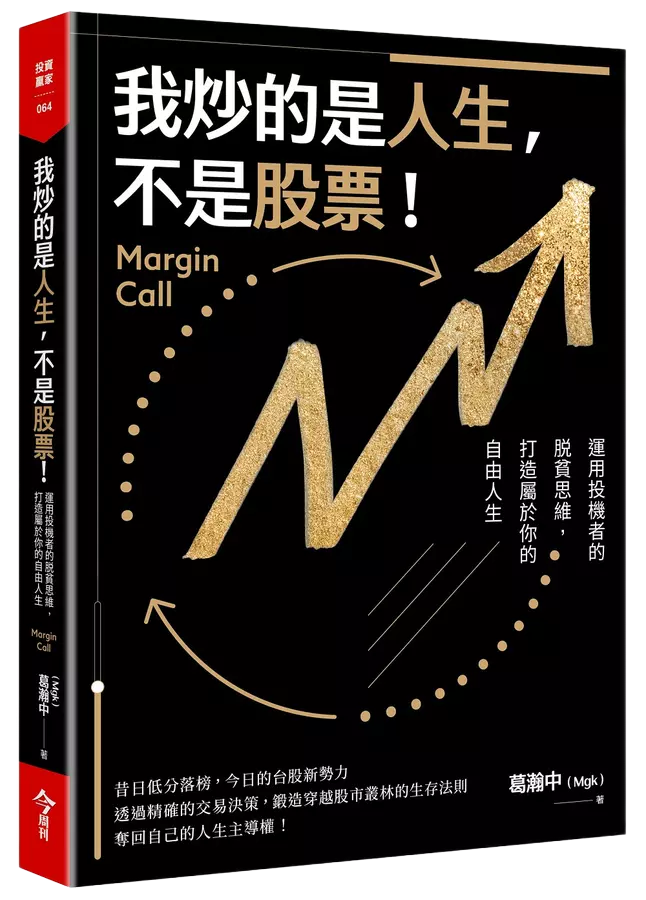 投資
贏家
064
我炒的是人生，不是股票！
運用投機者的脫貧思維，
打造屬於你的自由人生
Margin
Call
葛瀚中
(Mgk)
著
今周刊
我炒的是人生，
不是股票！
Margin
Call
運用投機者的
脫貧思維，
打造屬於你的
自由人生
昔日低分落榜，今日的台股新勢力
透過精確的交易決策，鍛造穿越股市叢林的生存法則
奪回自己的人生主導權！
葛瀚中（Mgk）
著